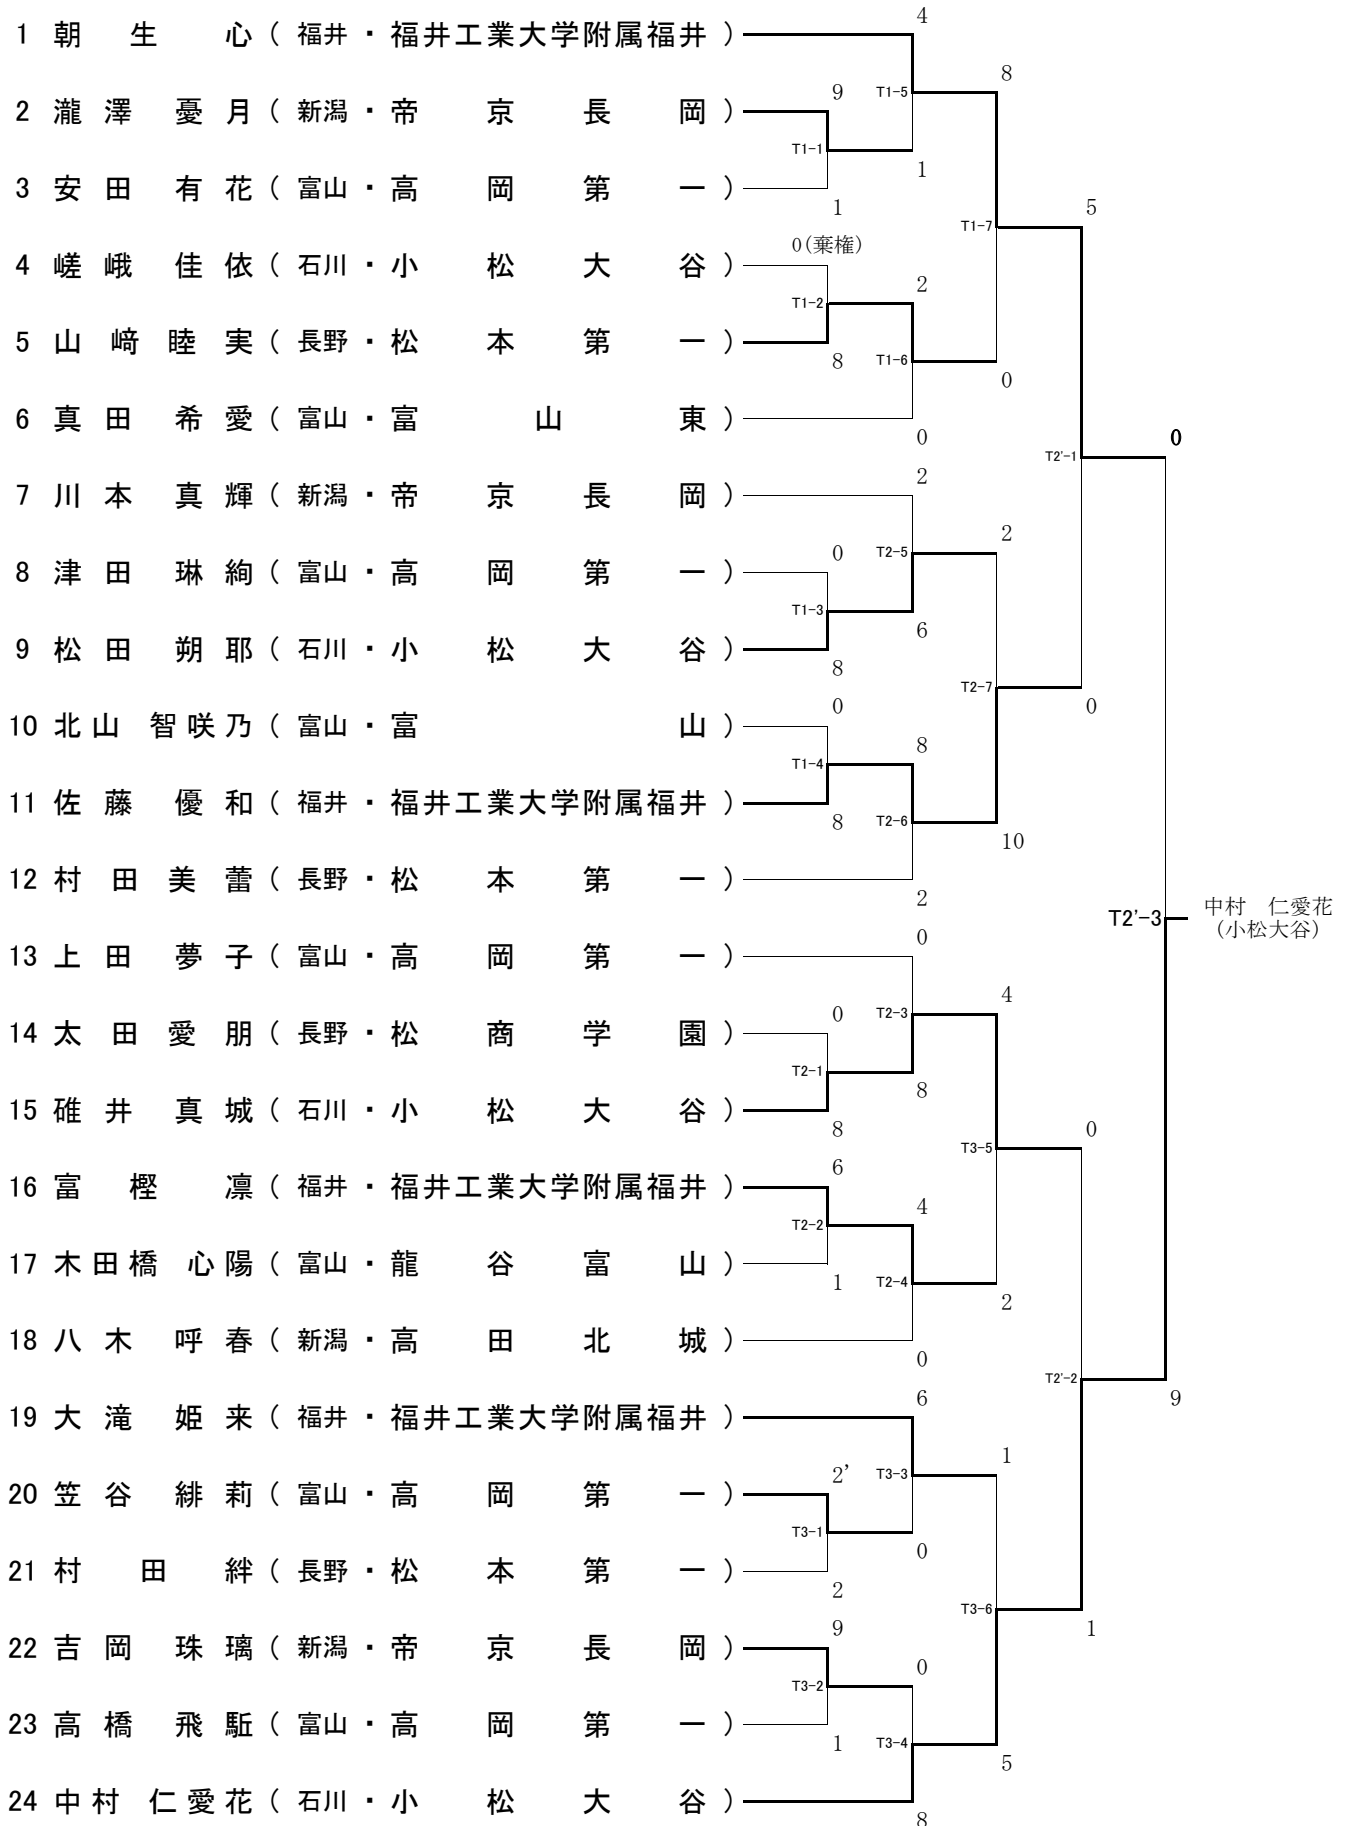 4
1 朝生 心 ( 福井 ・ 福井工業大学附属福井 )
8
9 T1-5
2 瀧澤 憂月 ( 新潟 ・ 帝京長岡 )
T1-1
1
3 安田 有花 ( 富山 ・ 高岡第一 )
1 5
T1-7
0(棄権)
4 嵯峨 佳依 ( 石川 ・ 小松大谷 )
2
T1-2
5 山﨑 睦実 ( 長野 ・ 松本第一 )
8 T1-6
0
6 真田 希愛 ( 富山 ・ 富山東 )
0 0
T2'-1
2
7 川本 真輝 ( 新潟 ・ 帝京長岡 )
2
0 T2-5
8 津田 琳絢 ( 富山 ・ 高岡第一 )
T1-3
6
9 松田 朔耶 ( 石川 ・ 小松大谷 )
8
T2-7
0 0
10 北山 智咲乃 ( 富山 ・ 富山 )
8
T1-4
11 佐藤 優和 ( 福井 ・ 福井工業大学附属福井 )
8 T2-6
10
12 村田 美蕾 ( 長野 ・ 松本第一 )
2
T2'-3 中村 仁愛花
(小松大谷)
0
13 上田 夢子 ( 富山 ・ 高岡第一 )
4
0 T2-3
14 太田 愛朋 ( 長野 ・ 松商学園 )
T2-1
8
15 碓井 真城 ( 石川 ・ 小松大谷 )
8 0
T3-5
6
16 富樫 凛 ( 福井 ・ 福井工業大学附属福井 )
4
T2-2
17 木田橋 心陽 ( 富山 ・ 龍谷富山 )
1 T2-4
2
18 八木 呼春 ( 新潟 ・ 高田北城 )
0
T2'-2
6 9
19 大滝 姫来 ( 福井 ・ 福井工業大学附属福井 )
1
2' T3-3
20 笠谷 緋莉 ( 富山 ・ 高岡第一 )
T3-1
0
21 村田 絆 ( 長野 ・ 松本第一 )
2
T3-6
9 1
22 吉岡 珠璃 ( 新潟 ・ 帝京長岡 )
0
T3-2
23 高橋 飛駈 ( 富山 ・ 高岡第一 )
1 T3-4
5
24 中村 仁愛花 ( 石川 ・ 小松大谷 )
8